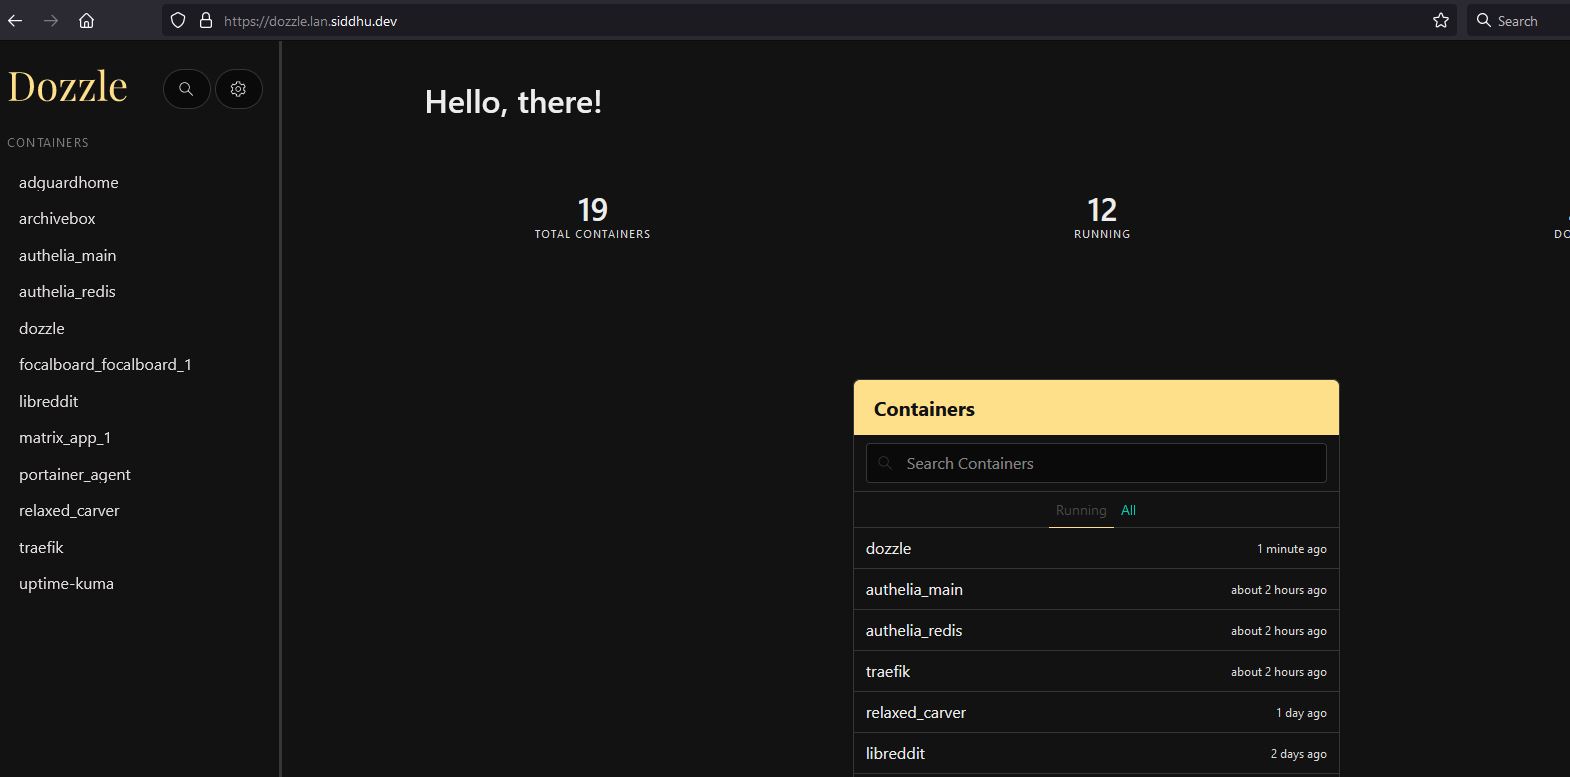 https://dozzle.lan.siddhu.dev
Search
Dozzle
CONTAINERS
adguardhome
archivebox
authelia_main
authelia_redis
dozzle
focalboard_focalboard_1
libreddit
matrix_app_1
portainer_agent
relaxed_carver
traefik
uptime-kuma
Hello, there!
19
TOTAL CONTAINERS
12
RUNNING
Containers
Search Containers
Running All
dozzle 1 minute ago
authelia_main about 2 hours ago
authelia_redis about 2 hours ago
traefik about 2 hours ago
relaxed_carver 1 day ago
libreddit 2 days ago